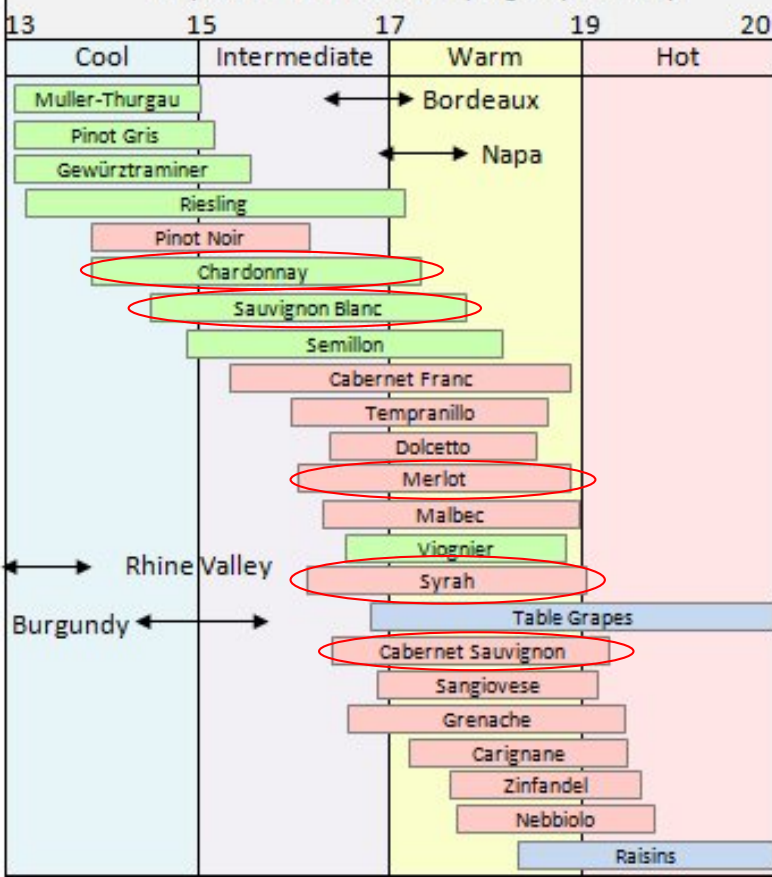 13 15 17 19 20
Cool Intermediate Warm Hot
Muller-Thurgau
Bordeaux
Pinot Gris
Napa
Gewürztraminer
Riesling
Pinot Noir
Chardonnay
Sauvignon Blanc
Semillon
Cabernet Franc
Tempranillo
Dolcetto
Merlot
Malbec
Viognier
Rhine Valley
Syrah
Table Grapes
Burgundy
Cabernet Sauvignon
Sangiovese
Grenache
Carignane
Zinfandel
Nebbiolo
Raisins